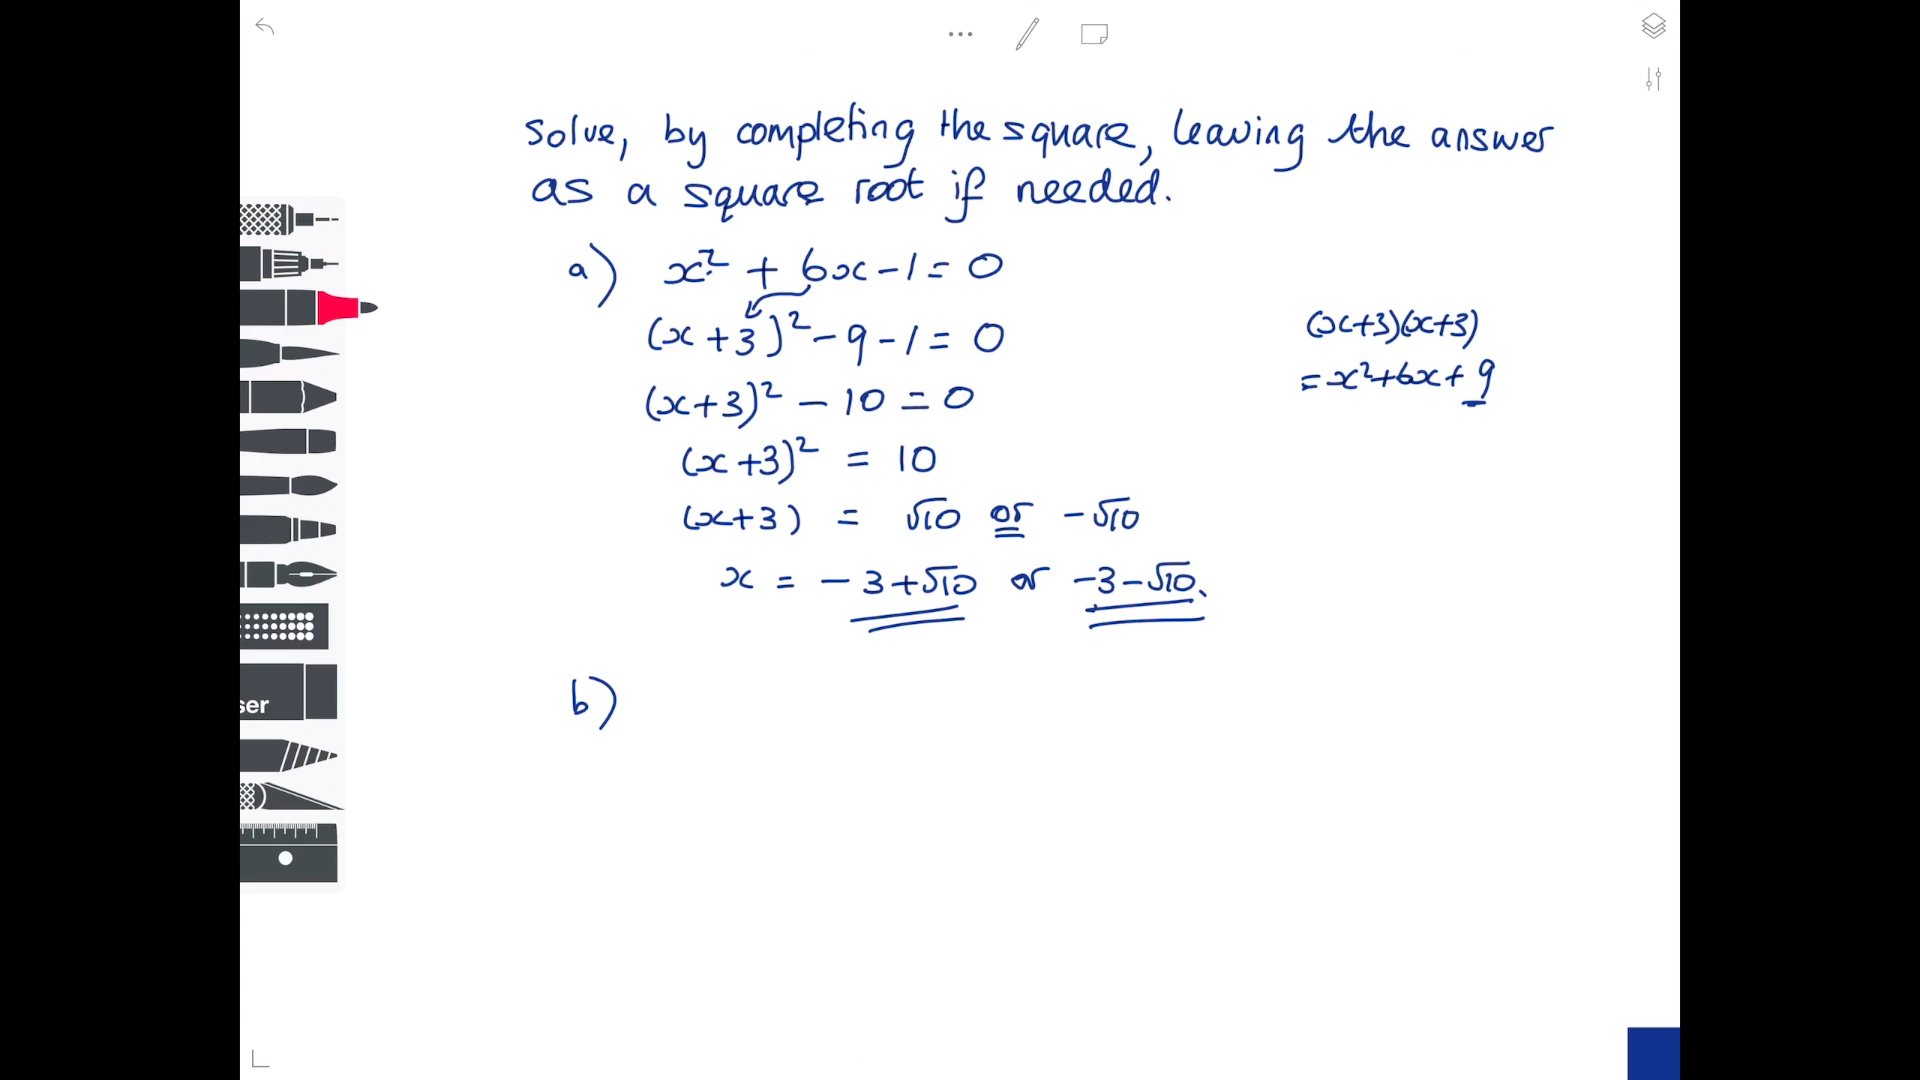 solve, by completing the square, leaving the answer
as a square root if needed.
a) x² + 6x - 1 = 0
(x + 3)² - 9 - 1 = 0
(x+3)(x+3)
= x² + 6x + 9
(x+3)² - 10 = 0
(x+3)² = 10
(x+3) = √10 or -√10
x = -3+√10 or -3-√10.
b)
ser